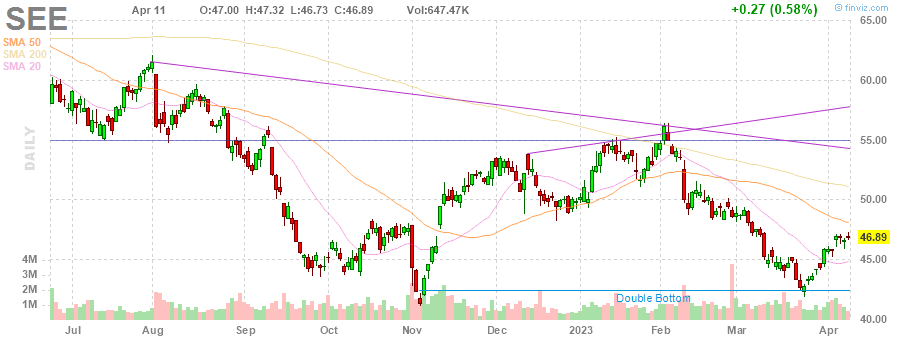 SEE
Apr 11 O:47.00 H:47.32 L:46.73 C:46.89 Vol:647.47K +0.27 (0.58%) © finviz.com
SMA 50
SMA 200
SMA 20
DAILY
65.00
60.00
55.00
50.00
46.89
45.00
40.00
4M
3M
2M
1M
Double Bottom
Jul Aug Sep Oct Nov Dec 2023 Feb Mar Apr